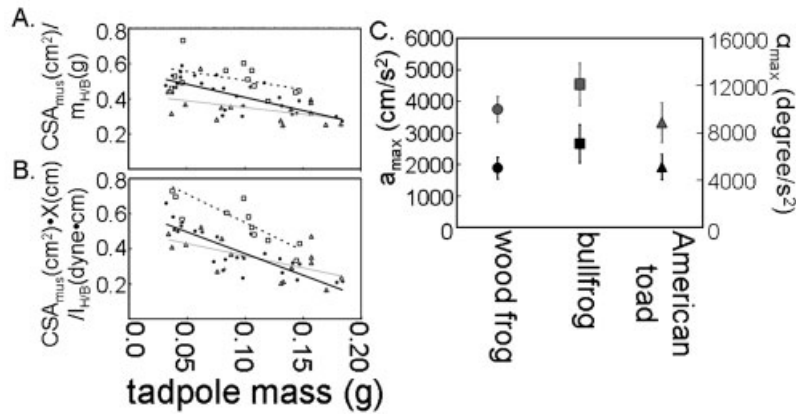 A.
CSAmus(cm²)/
mH/B(g)
0.8
0.6
0.4
0.2
B.
CSAmus(cm²)•X(cm)
/IH/B(dyne•cm)
0.8
0.6
0.4
0.2
0.0
0.05
0.10
0.15
0.20
tadpole mass (g)
C.
amax (cm/s²)
6000
5000
4000
3000
2000
1000
0
αmax (degree/s²)
16000
12000
8000
4000
0
wood frog
bullfrog
American
toad